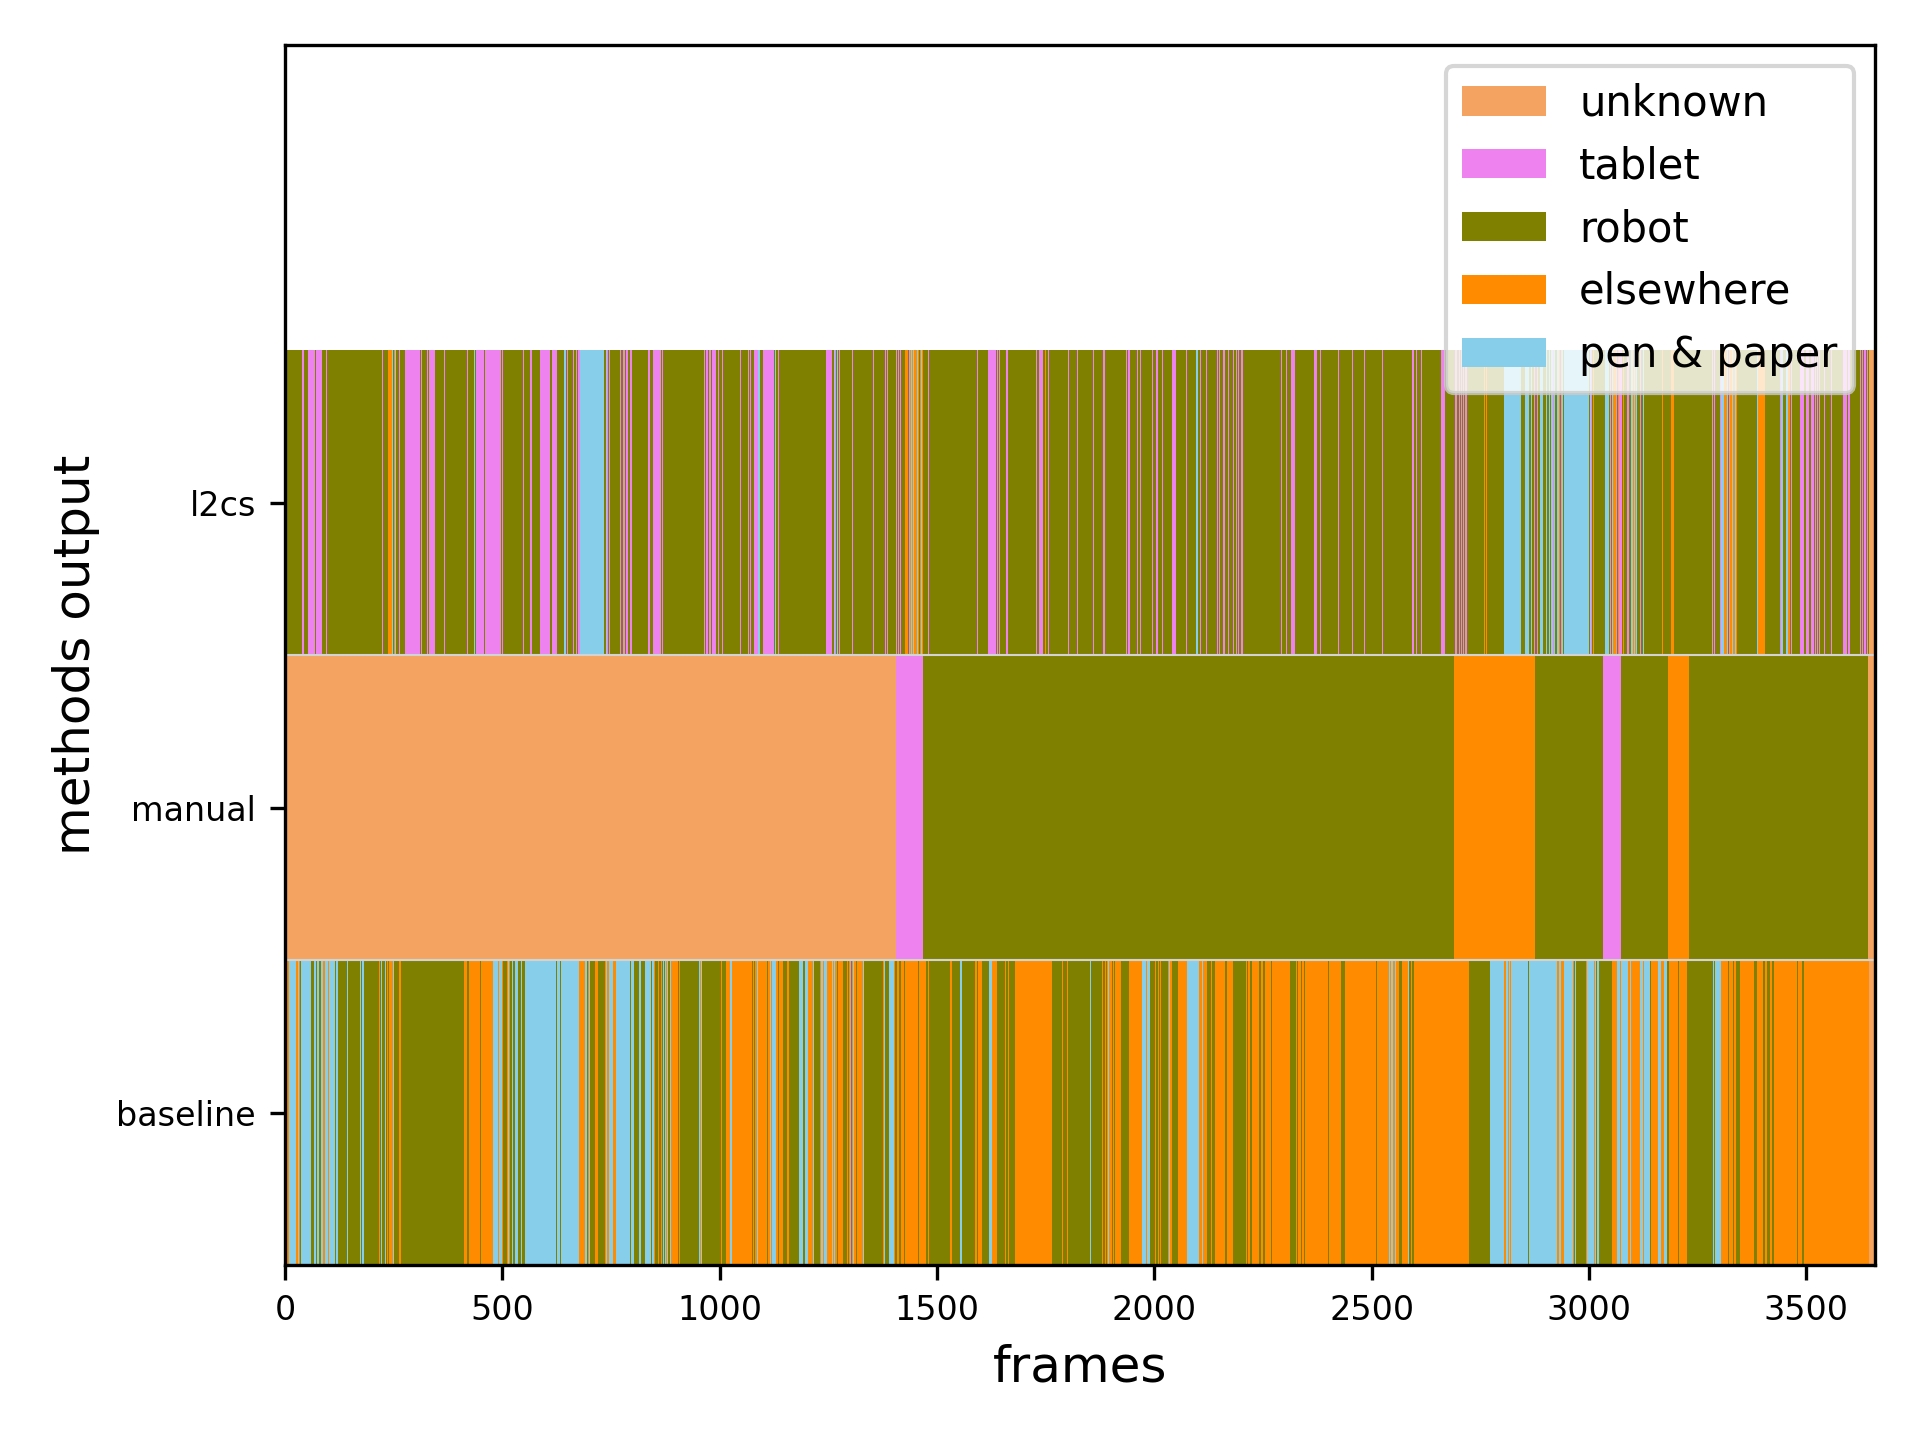 unknown
tablet
robot
elsewhere
pen & paper
methods output
l2cs
manual
baseline
0 500 1000 1500 2000 2500 3000 3500
frames